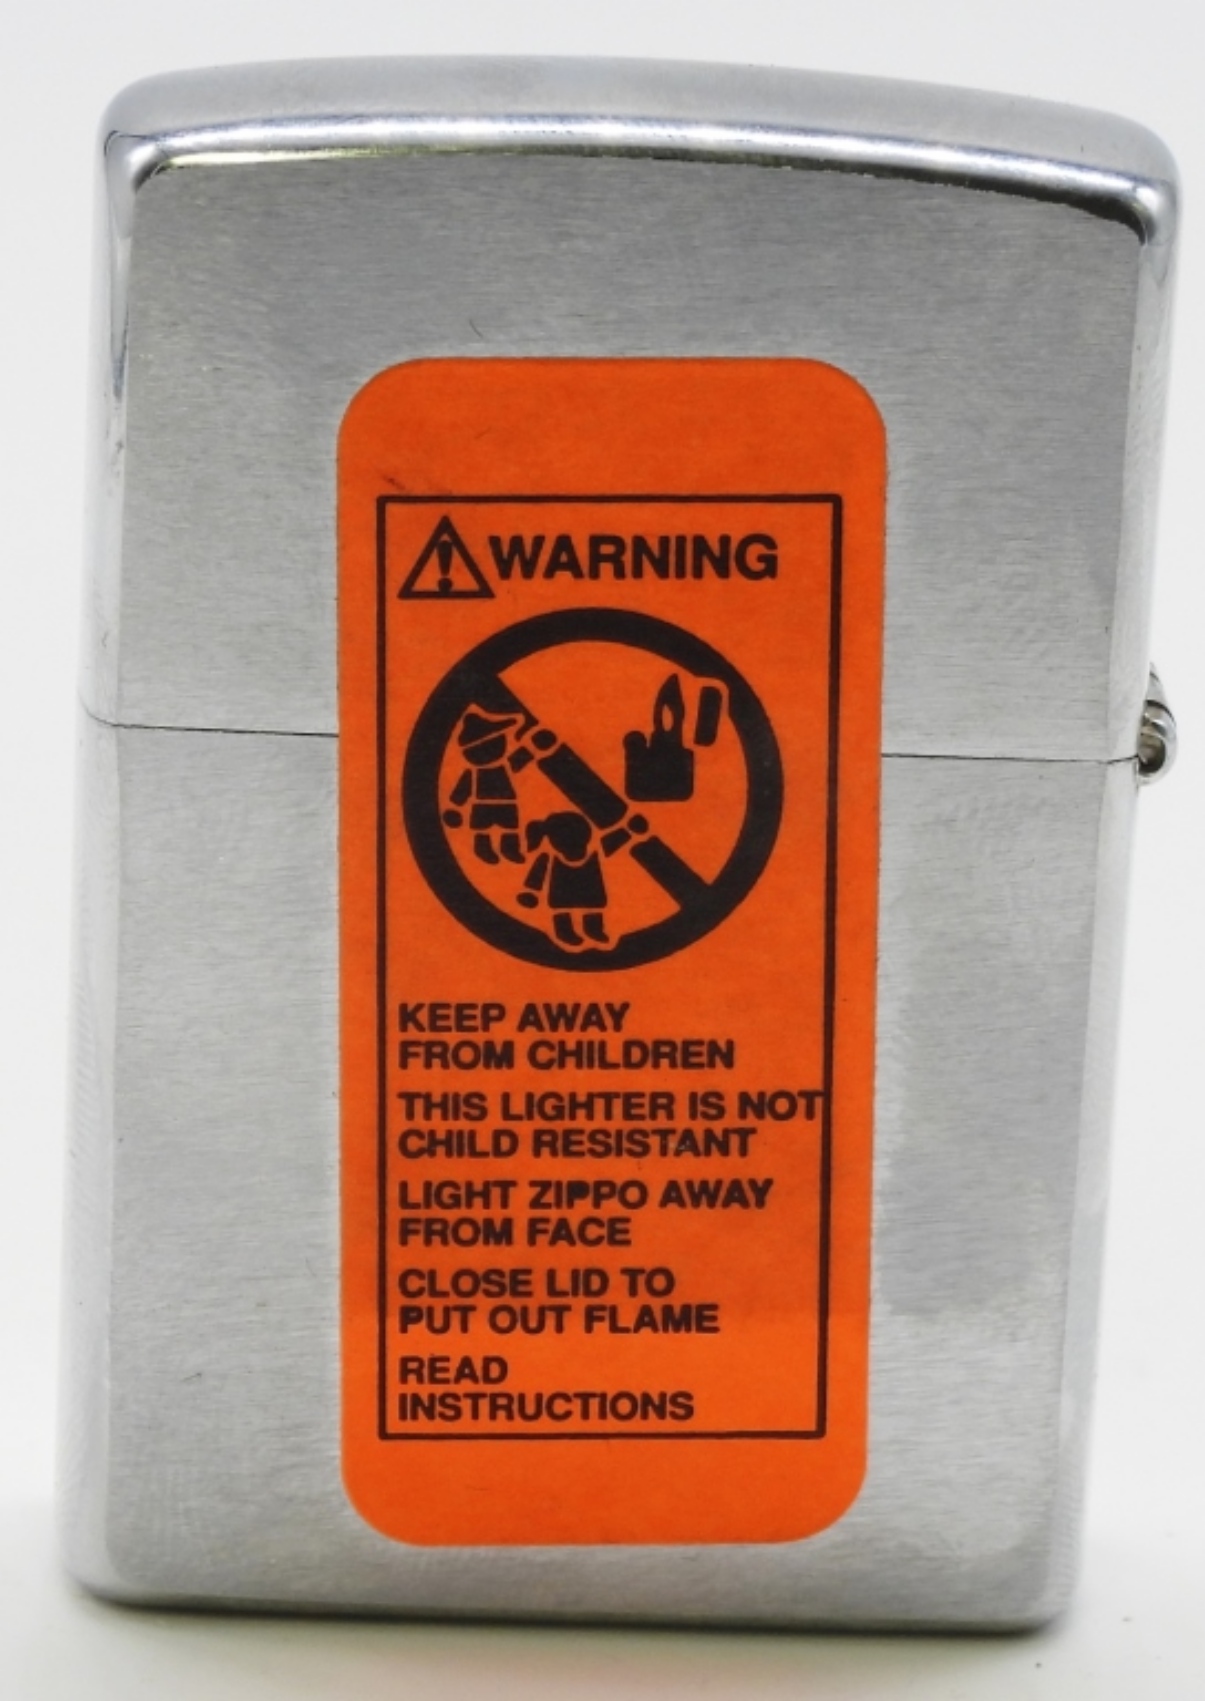 WARNING
KEEP AWAY
FROM CHILDREN
THIS LIGHTER IS NOT
CHILD RESISTANT
LIGHT ZIPPO AWAY
FROM FACE
CLOSE LID TO
PUT OUT FLAME
READ
INSTRUCTIONS